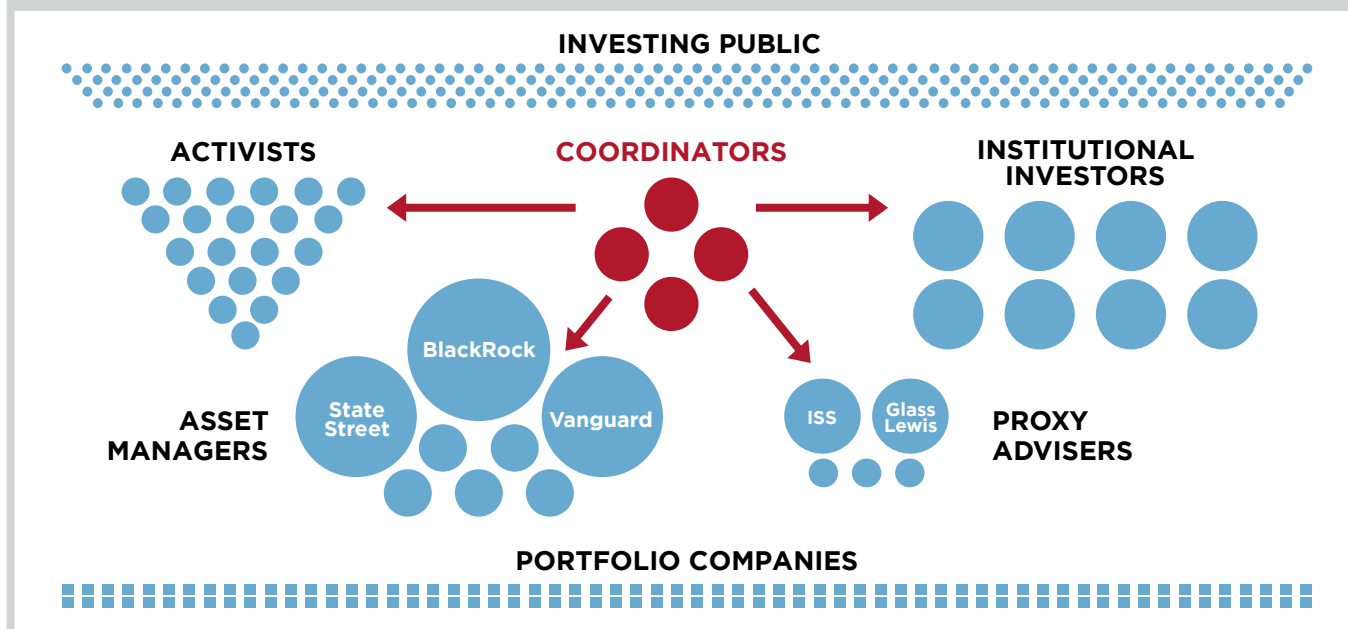 INVESTING PUBLIC
ACTIVISTS
COORDINATORS
INSTITUTIONAL
INVESTORS
BlackRock
State
Street
Vanguard
ASSET
MANAGERS
ISS
Glass
Lewis
PROXY
ADVISERS
PORTFOLIO COMPANIES